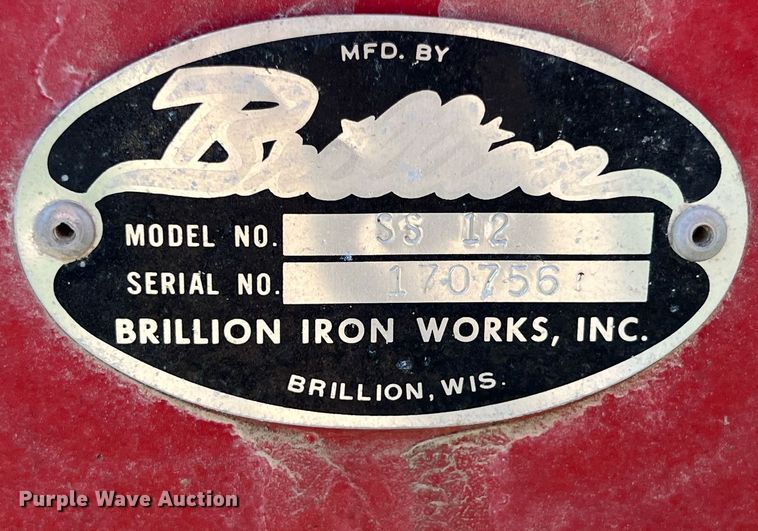 MFD. BY
Brillion
MODEL NO. SS 12
SERIAL NO. 170756
BRILLION IRON WORKS, INC.
BRILLION, WIS.
Purple Wave Auction